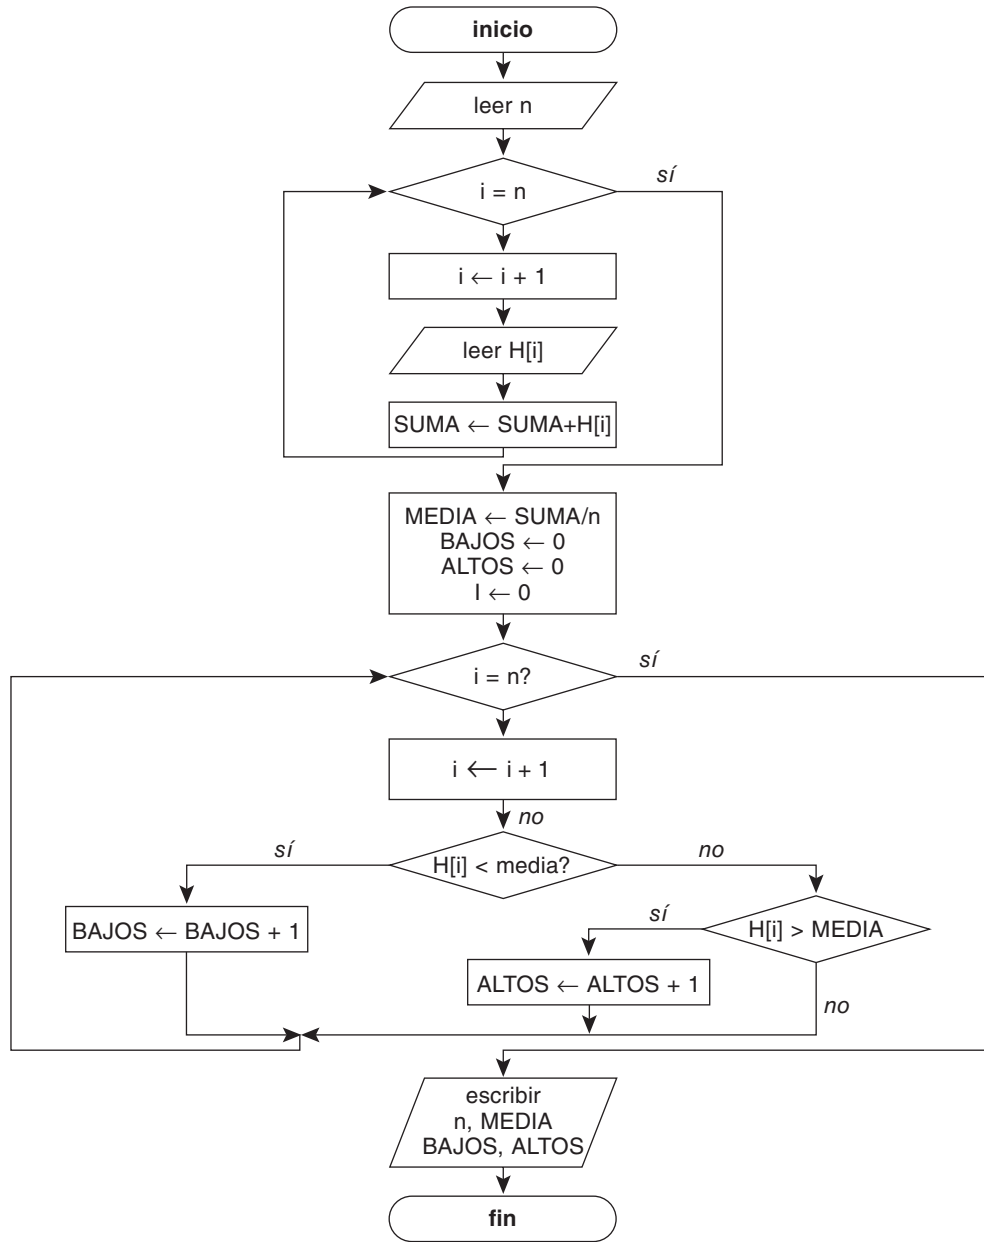 inicio
leer n
i = n
sí
i ← i + 1
leer H[i]
SUMA ← SUMA+H[i]
MEDIA ← SUMA/n
BAJOS ← 0
ALTOS ← 0
I ← 0
i = n?
sí
i ← i + 1
no
H[i] < media?
sí
no
BAJOS ← BAJOS + 1
H[i] > MEDIA
sí
ALTOS ← ALTOS + 1
no
escribir
n, MEDIA
BAJOS, ALTOS
fin